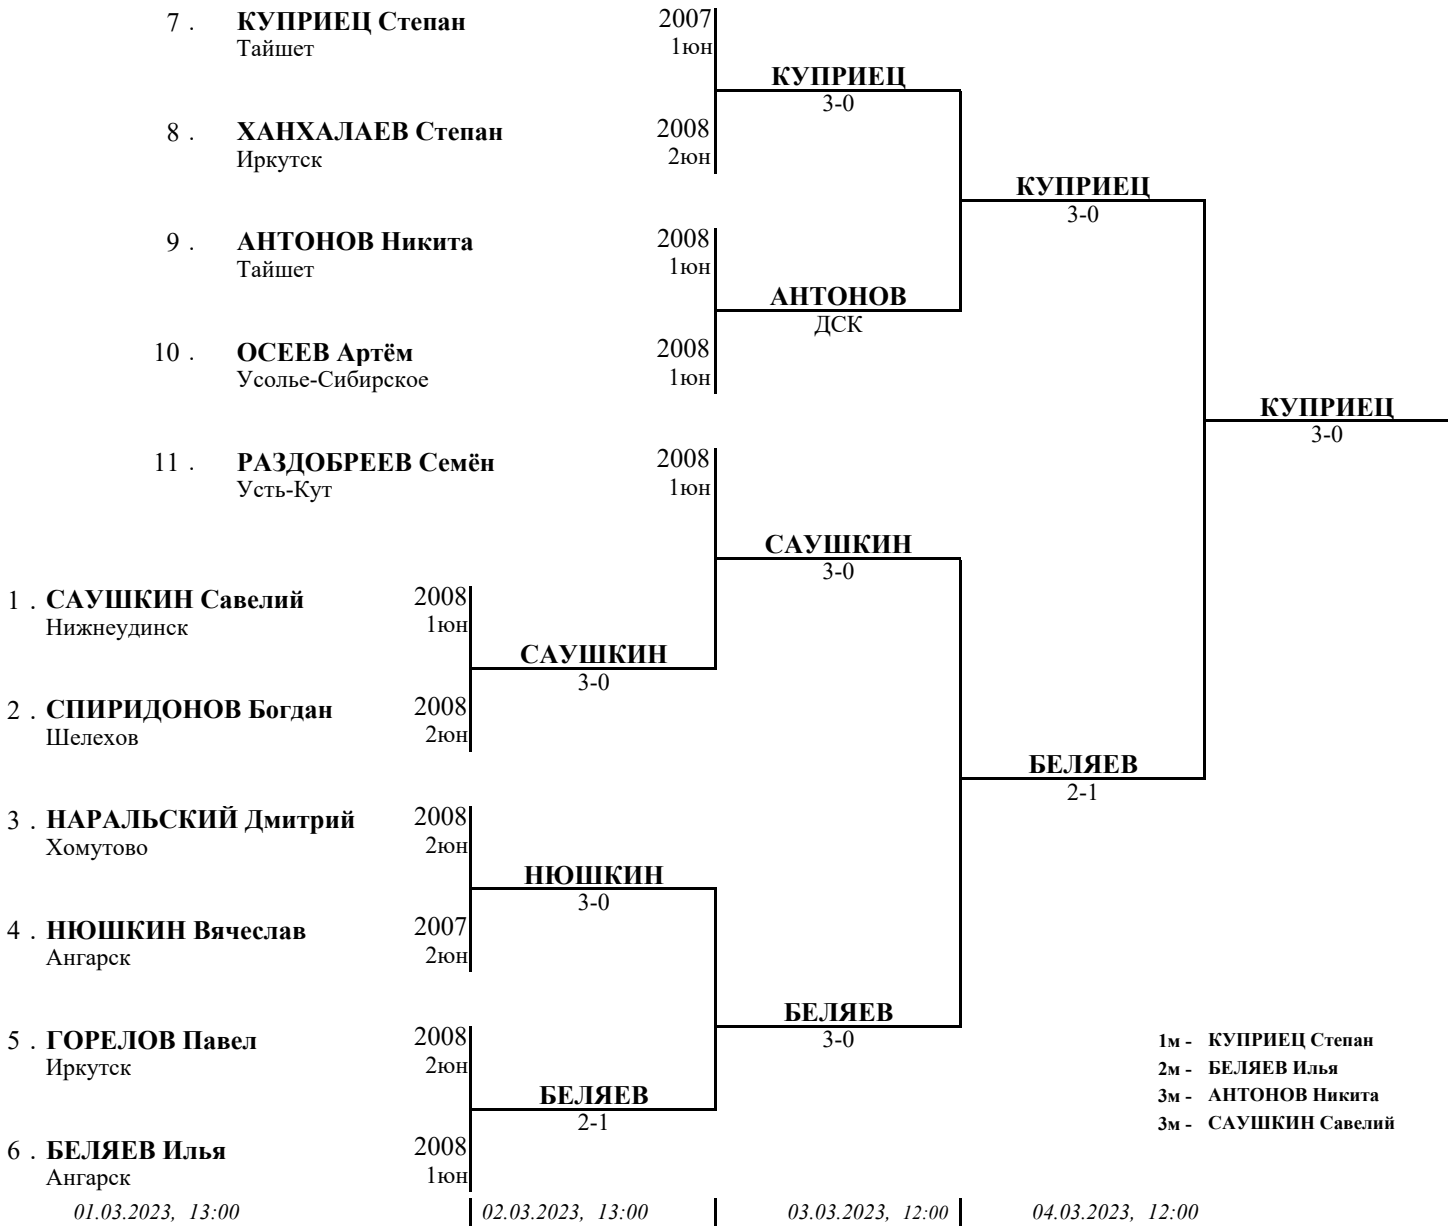 7 . КУПРИЕЦ Степан 2007
Тайшет 1юн
КУПРИЕЦ
3-0
8 . ХАНХАЛАЕВ Степан 2008
Иркутск 2юн
КУПРИЕЦ
3-0
9 . АНТОНОВ Никита 2008
Тайшет 1юн
АНТОНОВ
ДСК
10 . ОСЕЕВ Артём 2008
Усолье-Сибирское 1юн
КУПРИЕЦ
3-0
11 . РАЗДОБРЕЕВ Семён 2008
Усть-Кут 1юн
САУШКИН
3-0
1 . САУШКИН Савелий 2008
Нижнеудинск 1юн
САУШКИН
3-0
2 . СПИРИДОНОВ Богдан 2008
Шелехов 2юн
БЕЛЯЕВ
2-1
3 . НАРАЛЬСКИЙ Дмитрий 2008
Хомутово 2юн
НЮШКИН
3-0
4 . НЮШКИН Вячеслав 2007
Ангарск 2юн
БЕЛЯЕВ
3-0
5 . ГОРЕЛОВ Павел 2008
Иркутск 2юн
БЕЛЯЕВ
2-1
6 . БЕЛЯЕВ Илья 2008
Ангарск 1юн
1м - КУПРИЕЦ Степан
2м - БЕЛЯЕВ Илья
3м - АНТОНОВ Никита
3м - САУШКИН Савелий
01.03.2023, 13:00 02.03.2023, 13:00 03.03.2023, 12:00 04.03.2023, 12:00